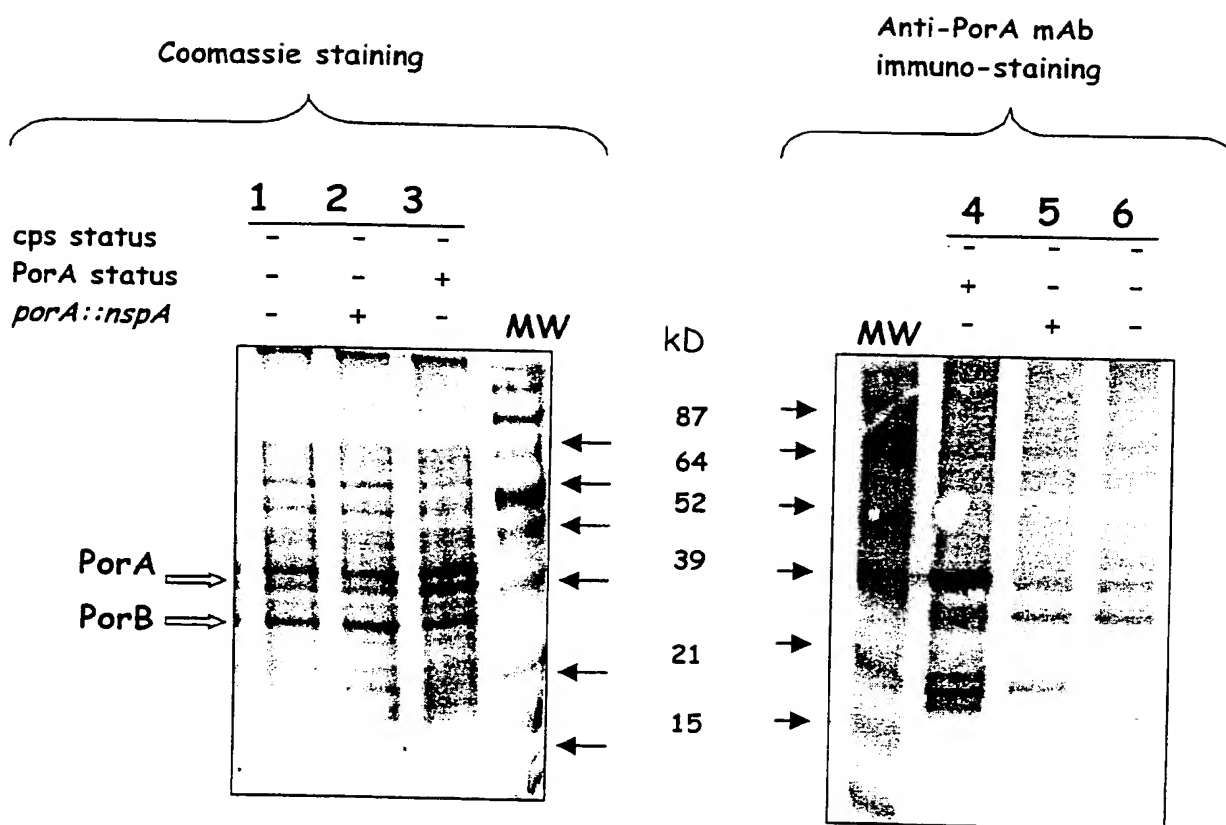 Coomassie staining
Anti-PorA mAb
immuno-staining
1 2 3
cps status - - -
PorA status - - +
porA::nspA - + -
MW
PorA
PorB
kD
87
64
52
39
21
15
4 5 6
- - -
+ - -
- + -
MW